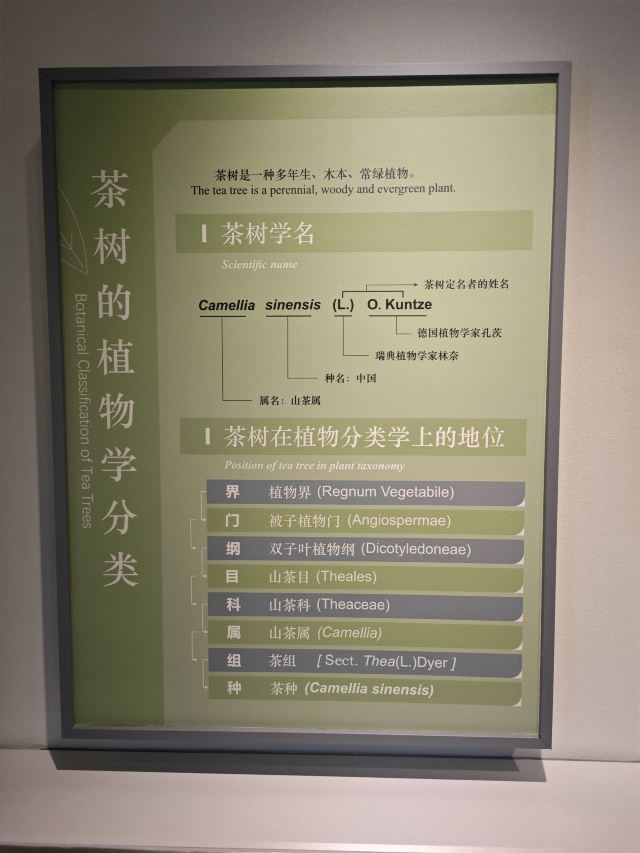 茶树的植物学分类
Botanical Classification of Tea Trees
茶树是一种多年生、木本、常绿植物。
The tea tree is a perennial, woody and evergreen plant.
茶树学名
Scientific name
茶树定名者的姓名
Camellia sinensis (L.) O. Kuntze
德国植物学家孔茨
瑞典植物学家林奈
种名：中国
属名：山茶属
茶树在植物分类学上的地位
Position of tea tree in plant taxonomy
界 植物界 (Regnum Vegetabile)
门 被子植物门 (Angiospermae)
纲 双子叶植物纲 (Dicotyledoneae)
目 山茶目 (Theales)
科 山茶科 (Theaceae)
属 山茶属 (Camellia)
组 茶组 [ Sect. Thea(L.)Dyer ]
种 茶种 (Camellia sinensis)